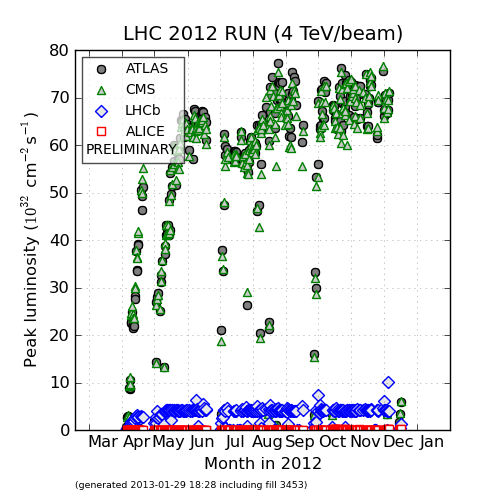 LHC 2012 RUN (4 TeV/beam)
80
70
60
50
40
30
20
10
0
Peak luminosity (10³² cm⁻² s⁻¹)
ATLAS
CMS
LHCb
ALICE
PRELIMINARY
Mar Apr May Jun Jul Aug Sep Oct Nov Dec Jan
Month in 2012
(generated 2013-01-29 18:28 including fill 3453)